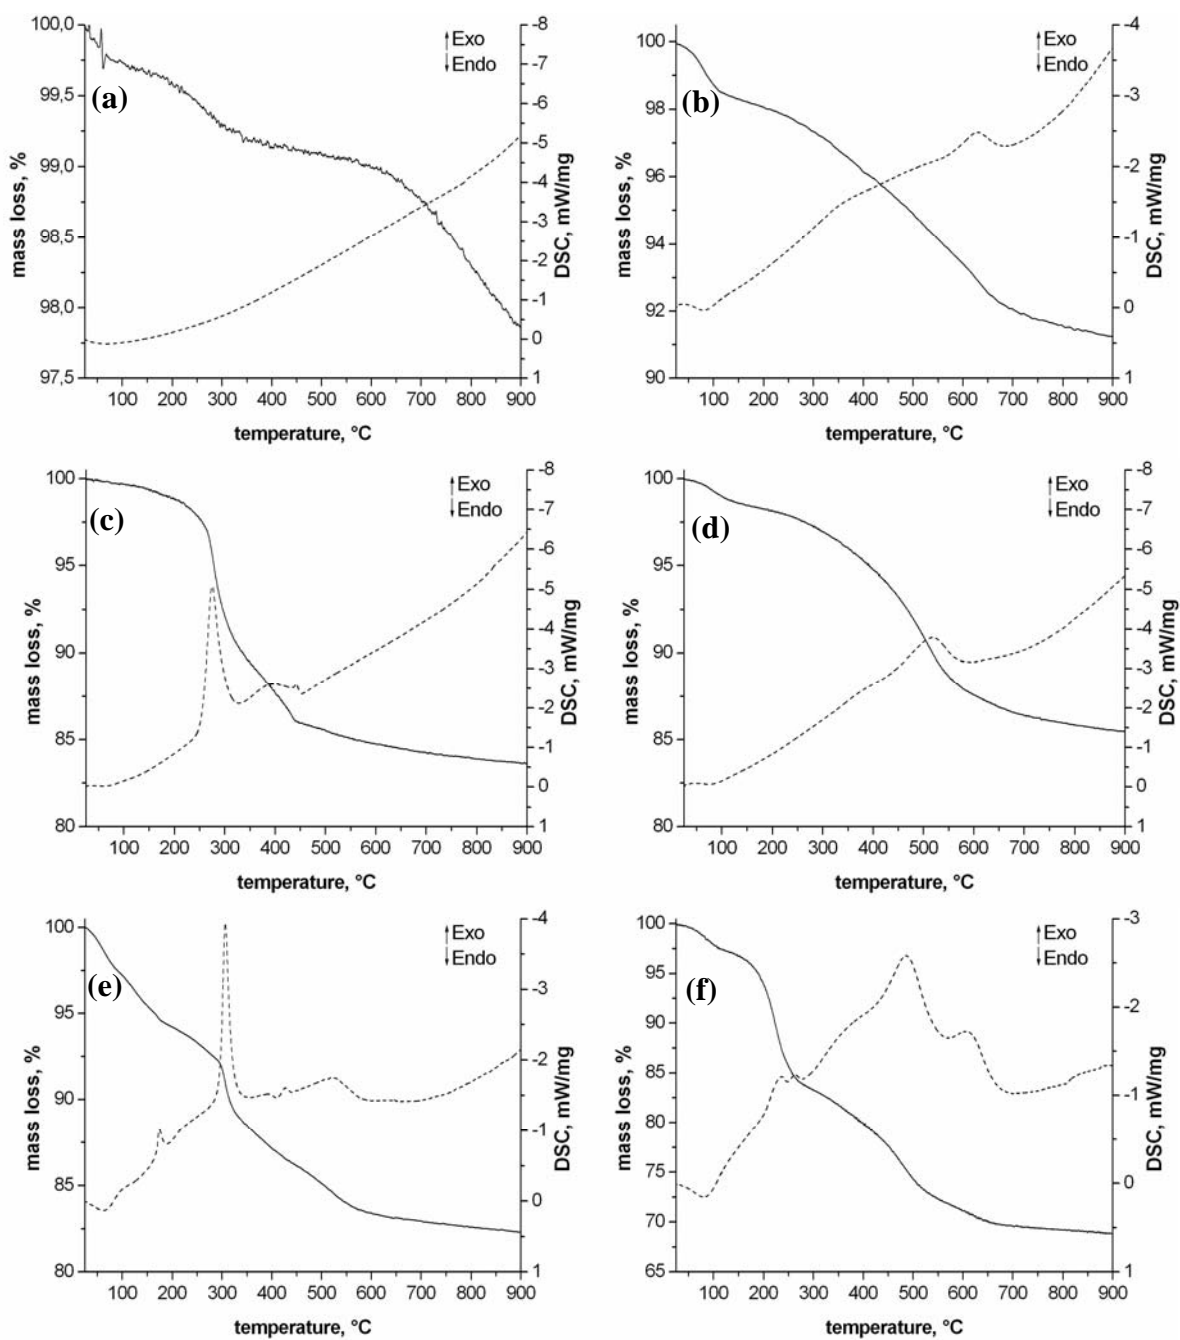 100,0
99,5
99,0
98,5
98,0
97,5
mass loss, %
(a)
↑Exo
↓Endo
-8
-7
-6
-5
-4
-3
-2
-1
0
1
DSC, mW/mg
100 200 300 400 500 600 700 800 900
temperature, °C
100
98
96
94
92
90
mass loss, %
(b)
↑Exo
↓Endo
-4
-3
-2
-1
0
1
DSC, mW/mg
100 200 300 400 500 600 700 800 900
temperature, °C
100
95
90
85
80
mass loss, %
(c)
↑Exo
↓Endo
-8
-7
-6
-5
-4
-3
-2
-1
0
1
DSC, mW/mg
100 200 300 400 500 600 700 800 900
temperature, °C
100
95
90
85
80
mass loss, %
(d)
↑Exo
↓Endo
-8
-7
-6
-5
-4
-3
-2
-1
0
1
DSC, mW/mg
100 200 300 400 500 600 700 800 900
temperature, °C
100
95
90
85
80
mass loss, %
(e)
↑Exo
↓Endo
-4
-3
-2
-1
0
1
DSC, mW/mg
100 200 300 400 500 600 700 800 900
temperature, °C
100
95
90
85
80
75
70
65
mass loss, %
(f)
↑Exo
↓Endo
-3
-2
-1
0
1
DSC, mW/mg
100 200 300 400 500 600 700 800 900
temperature, °C